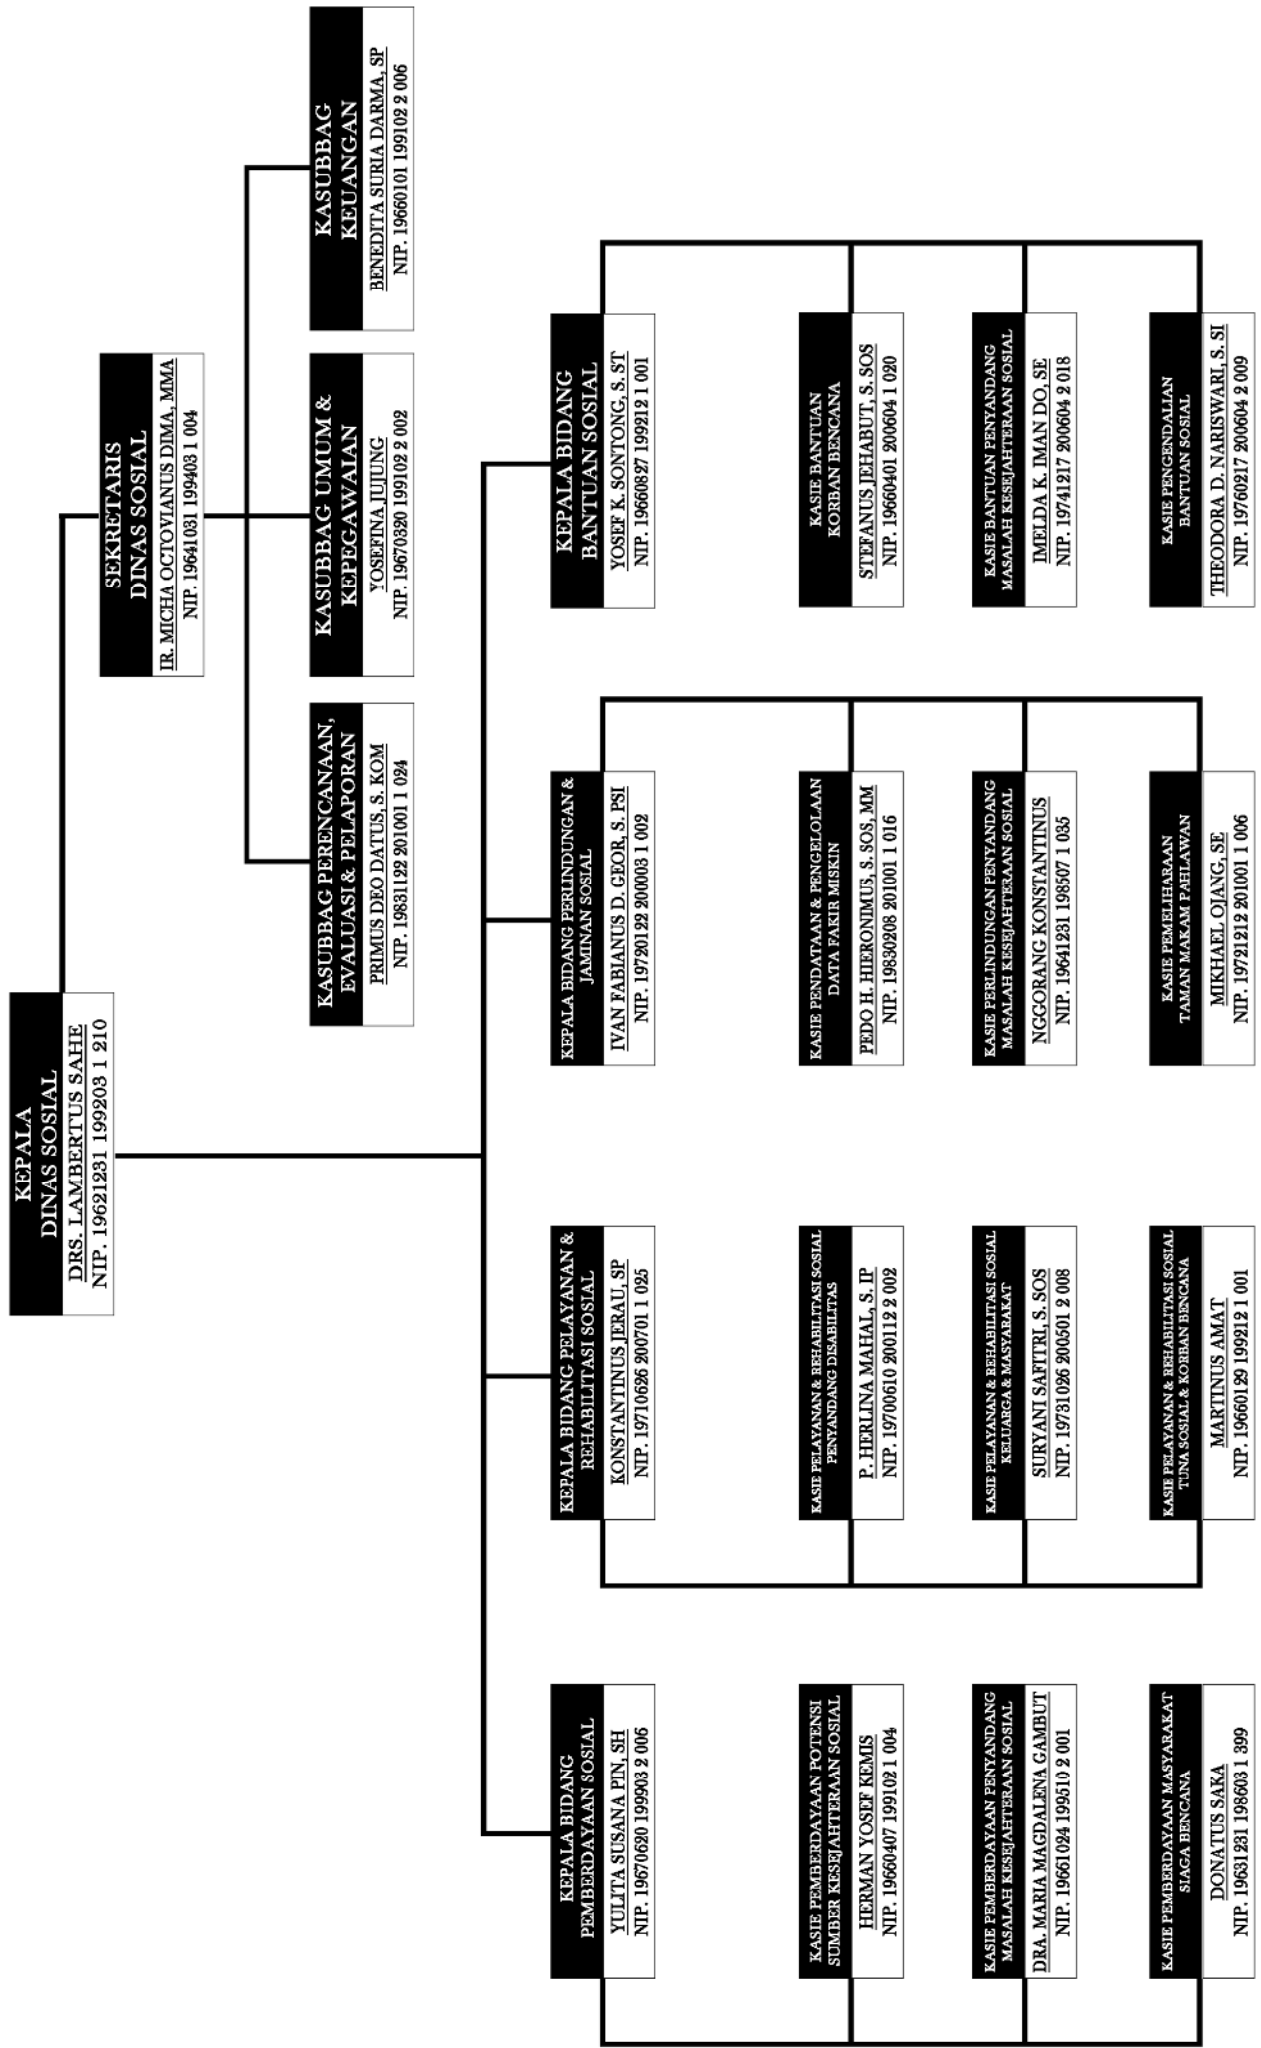 KEPALA
DINAS SOSIAL
DRS. LAMBERTUS SAHE
NIP. 19621231 199203 1 210
SEKRETARIS
DINAS SOSIAL
IR. MICHA OCTOVIANUS DIMA, MMA
NIP. 19641031 199403 1 004
KASUBBAG PERENCANAAN,
EVALUASI & PELAPORAN
PRIMUS DEO DATUS, S. KOM
NIP. 19831122 201001 1 024
KASUBBAG UMUM &
KEPEGAWAIAN
YOSEFINA JUJUNG
NIP. 19670320 199102 2 002
KASUBBAG
KEUANGAN
BENEDITA SURIA DARMA, SP
NIP. 19660101 199102 2 006
KEPALA BIDANG
PEMBERDAYAAN SOSIAL
YULITA SUSANA PIN, SH
NIP. 19670620 199903 2 006
KASIE PEMBERDAYAAN POTENSI
SUMBER KESEJAHTERAAN SOSIAL
HERMAN YOSEF KEMIS
NIP. 19660407 199102 1 004
KASIE PEMBERDAYAAN PENYANDANG
MASALAH KESEJAHTERAAN SOSIAL
DRA. MARIA MAGDALENA GAMBUT
NIP. 19661024 199510 2 001
KASIE PEMBERDAYAAN MASYARAKAT
SIAGA BENCANA
DONATUS SAKA
NIP. 19631231 198603 1 399
KEPALA BIDANG PELAYANAN &
REHABILITASI SOSIAL
KONSTANTINUS JERAU, SP
NIP. 19710626 200701 1 025
KASIE PELAYANAN & REHABILITASI SOSIAL
PENYANDANG DISABILITAS
P. HERLINA MAHAL, S. IP
NIP. 19700610 200112 2 002
KASIE PELAYANAN & REHABILITASI SOSIAL
KELUARGA & MASYARAKAT
SURYANI SAFITRI, S. SOS
NIP. 19731026 200501 2 008
KASIE PELAYANAN & REHABILITASI SOSIAL
TUNA SOSIAL & KORBAN BENCANA
MARTINUS AMAT
NIP. 19660129 199212 1 001
KEPALA BIDANG PERLINDUNGAN &
JAMINAN SOSIAL
IVAN FABIANUS D. GEOR, S. PSI
NIP. 19720122 200003 1 002
KASIE PENDATAAN & PENGELOLAAN
DATA FAKIR MISKIN
PEDO H. HIERONIMUS, S. SOS, MM
NIP. 19830208 201001 1 016
KASIE PERLINDUNGAN PENYANDANG
MASALAH KESEJAHTERAAN SOSIAL
NGGORANG KONSTANTINUS
NIP. 19641231 198507 1 035
KASIE PEMELIHARAAN
TAMAN MAKAM PAHLAWAN
MIKHAEL OJANG, SE
NIP. 19721212 201001 1 006
KEPALA BIDANG
BANTUAN SOSIAL
YOSEF K. SONTONG, S. ST
NIP. 19660827 199212 1 001
KASIE BANTUAN
KORBAN BENCANA
STEFANUS JEHABUT, S. SOS
NIP. 19660401 200604 1 020
KASIE BANTUAN PENYANDANG
MASALAH KESEJAHTERAAN SOSIAL
IMELDA K. IMAN DO, SE
NIP. 19741217 200604 2 018
KASIE PENGENDALIAN
BANTUAN SOSIAL
THEODORA D. NARISWARI, S. SI
NIP. 19760217 200604 2 009